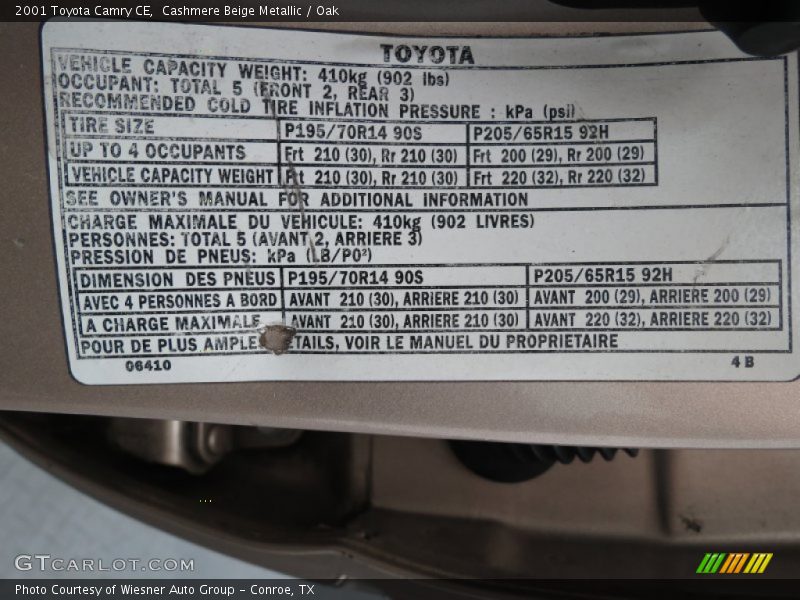 2001 Toyota Camry CE, Cashmere Beige Metallic / Oak
TOYOTA
VEHICLE CAPACITY WEIGHT: 410kg (902 lbs)
OCCUPANT: TOTAL 5 (FRONT 2, REAR 3)
RECOMMENDED COLD TIRE INFLATION PRESSURE : kPa (psi)
TIRE SIZE P195/70R14 90S P205/65R15 92H
UP TO 4 OCCUPANTS Frt 210 (30), Rr 210 (30) Frt 200 (29), Rr 200 (29)
VEHICLE CAPACITY WEIGHT Frt 210 (30), Rr 210 (30) Frt 220 (32), Rr 220 (32)
SEE OWNER'S MANUAL FOR ADDITIONAL INFORMATION
CHARGE MAXIMALE DU VEHICULE: 410kg (902 LIVRES)
PERSONNES: TOTAL 5 (AVANT 2, ARRIERE 3)
PRESSION DE PNEUS: kPa (LB/PO²)
DIMENSION DES PNEUS P195/70R14 90S P205/65R15 92H
AVEC 4 PERSONNES A BORD AVANT 210 (30), ARRIERE 210 (30) AVANT 200 (29), ARRIERE 200 (29)
A CHARGE MAXIMALE AVANT 210 (30), ARRIERE 210 (30) AVANT 220 (32), ARRIERE 220 (32)
POUR DE PLUS AMPLE TAILS, VOIR LE MANUEL DU PROPRIETAIRE
06410 4B
GTCARLOT.COM
Photo Courtesy of Wiesner Auto Group - Conroe, TX